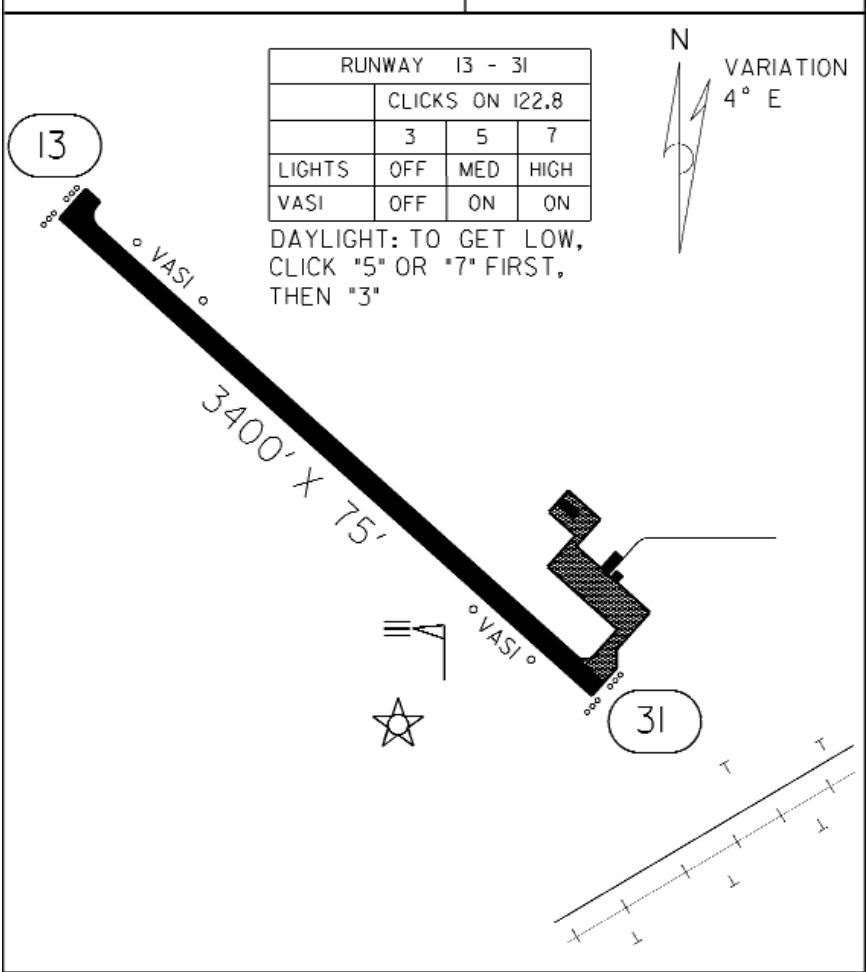 N
VARIATION
4° E
RUNWAY 13 - 31
CLICKS ON 122.8
3 5 7
LIGHTS OFF MED HIGH
VASI OFF ON ON
DAYLIGHT: TO GET LOW,
CLICK "5" OR "7" FIRST,
THEN "3"
13
VASI
3400' X 75'
VASI
31